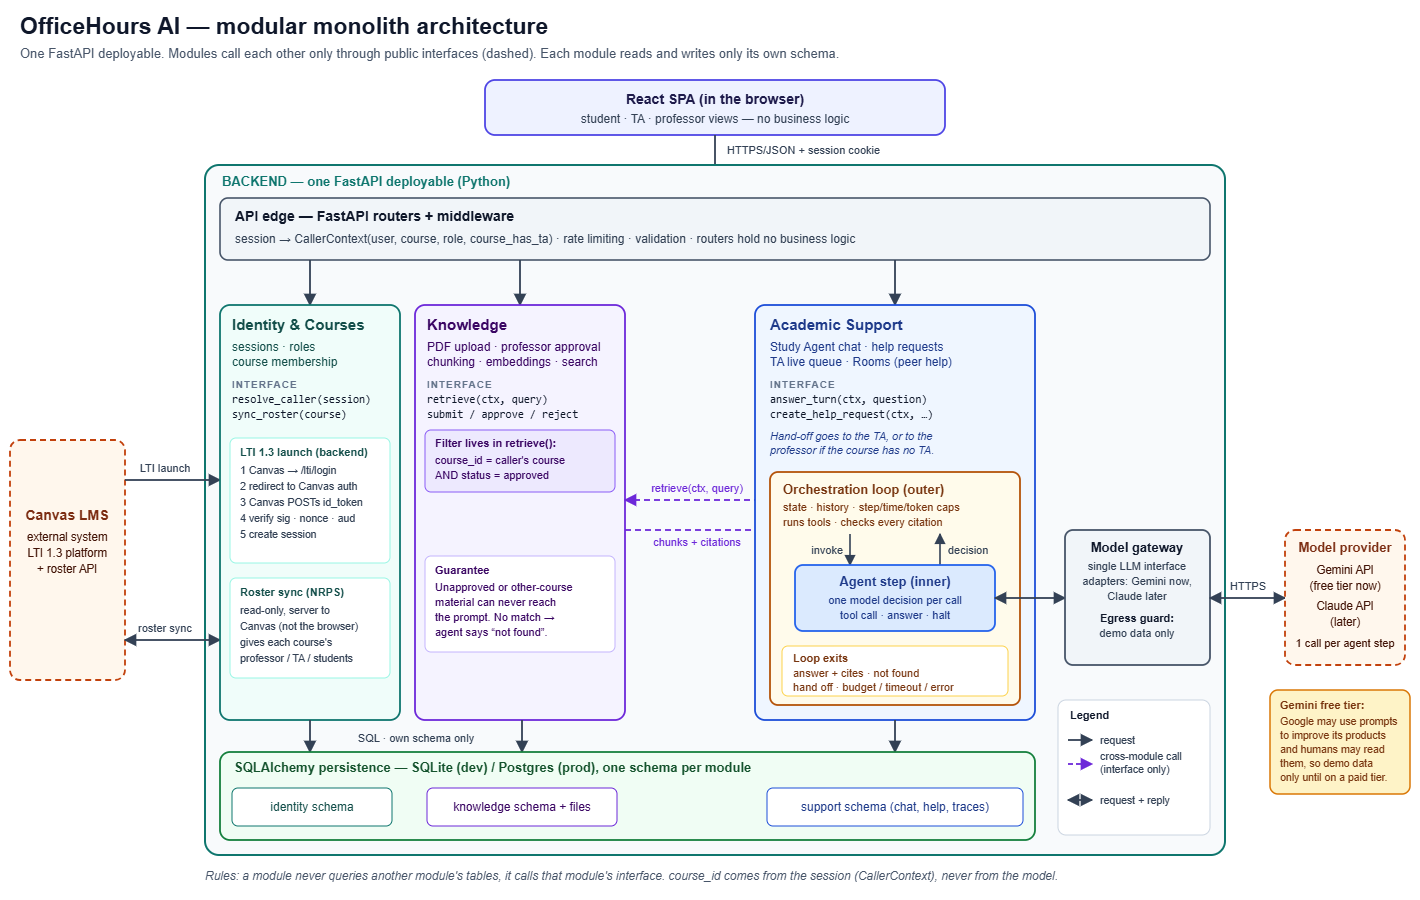 OfficeHours AI — modular monolith architecture
One FastAPI deployable. Modules call each other only through public interfaces (dashed). Each module reads and writes only its own schema.
React SPA (in the browser)
student · TA · professor views — no business logic
HTTPS/JSON + session cookie
BACKEND — one FastAPI deployable (Python)
API edge — FastAPI routers + middleware
session → CallerContext(user, course, role, course_has_ta) · rate limiting · validation · routers hold no business logic
Identity & Courses
sessions · roles
course membership
INTERFACE
resolve_caller(session)
sync_roster(course)
LTI 1.3 launch (backend)
1 Canvas → /lti/login
2 redirect to Canvas auth
3 Canvas POSTs id_token
4 verify sig · nonce · aud
5 create session
Roster sync (NRPS)
read-only, server to
Canvas (not the browser)
gives each course's
professor / TA / students
Knowledge
PDF upload · professor approval
chunking · embeddings · search
INTERFACE
retrieve(ctx, query)
submit / approve / reject
Filter lives in retrieve():
course_id = caller's course
AND status = approved
Guarantee
Unapproved or other-course
material can never reach
the prompt. No match →
agent says “not found”.
retrieve(ctx, query)
chunks + citations
Academic Support
Study Agent chat · help requests
TA live queue · Rooms (peer help)
INTERFACE
answer_turn(ctx, question)
create_help_request(ctx, …)
Hand-off goes to the TA, or to the
professor if the course has no TA.
Orchestration loop (outer)
state · history · step/time/token caps
runs tools · checks every citation
invoke
decision
Agent step (inner)
one model decision per call
tool call · answer · halt
Loop exits
answer + cites · not found
hand off · budget / timeout / error
Canvas LMS
external system
LTI 1.3 platform
+ roster API
LTI launch
roster sync
Model gateway
single LLM interface
adapters: Gemini now,
Claude later
Egress guard:
demo data only
HTTPS
Model provider
Gemini API
(free tier now)
Claude API
(later)
1 call per agent step
Gemini free tier:
Google may use prompts
to improve its products
and humans may read
them, so demo data
only until on a paid tier.
Legend
request
cross-module call
(interface only)
request + reply
SQL · own schema only
SQLAlchemy persistence — SQLite (dev) / Postgres (prod), one schema per module
identity schema
knowledge schema + files
support schema (chat, help, traces)
Rules: a module never queries another module's tables, it calls that module's interface. course_id comes from the session (CallerContext), never from the model.